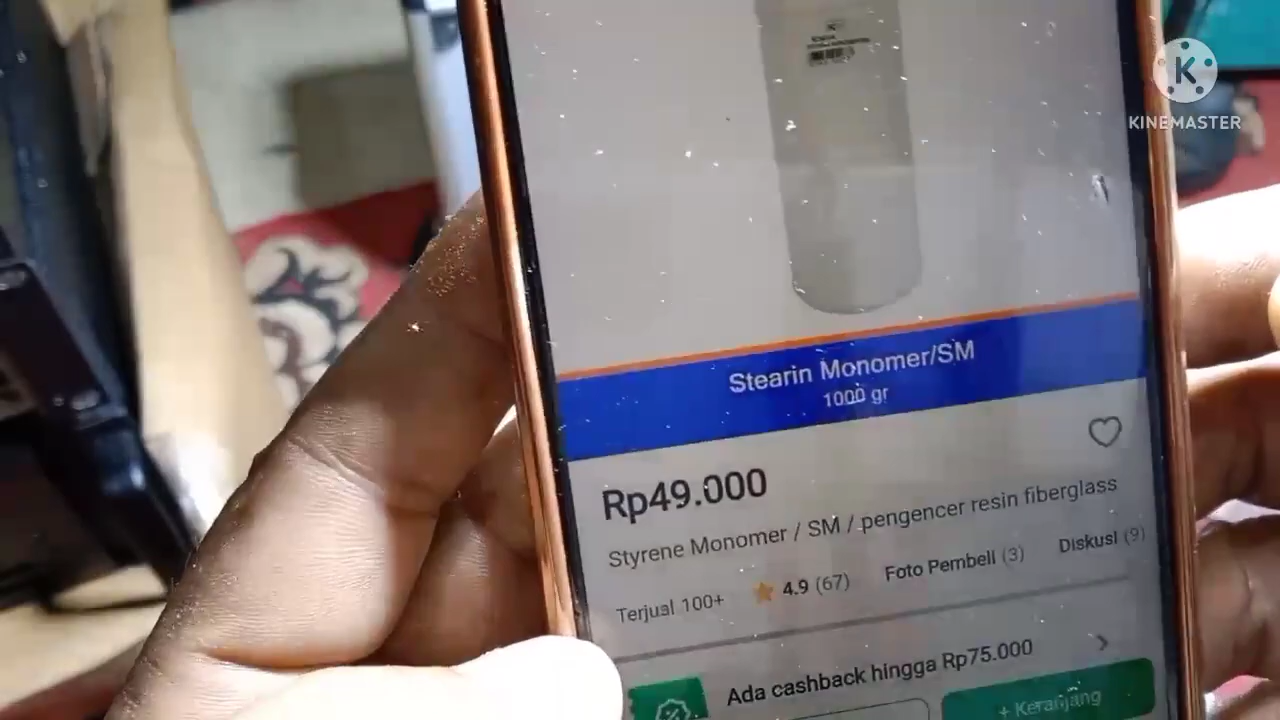 K
KINEMASTER
Stearin Monomer/SM
1000 gr
Rp49.000
Styrene Monomer / SM / pengencer resin fiberglass
Terjual 100+ 4.9 (67) Foto Pembeli (3) Diskusi (9)
Ada cashback hingga Rp75.000
+ Keranjang